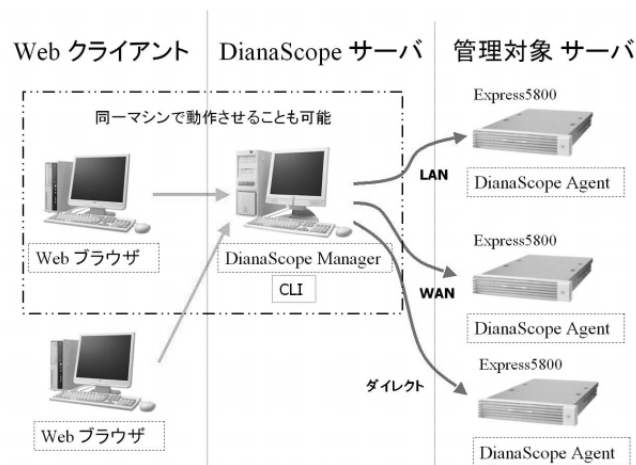 Web クライアント
DianaScope サーバ
管理対象 サーバ
同一マシンで動作させることも可能
Express5800
LAN
DianaScope Agent
Web ブラウザ
DianaScope Manager
CLI
Express5800
WAN
DianaScope Agent
Express5800
ダイレクト
Web ブラウザ
DianaScope Agent